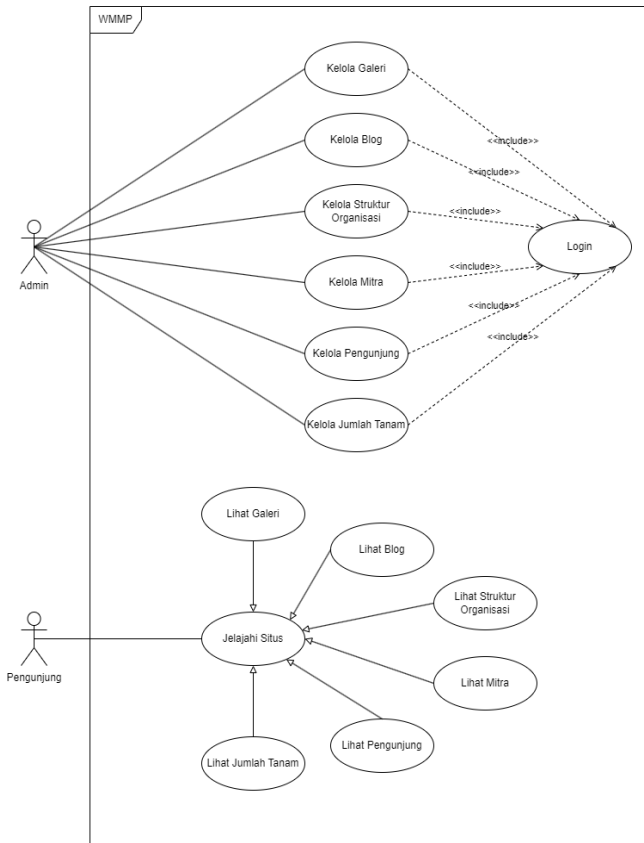 WMMP
Kelola Galeri
<<include>>
Kelola Blog
<<include>>
Kelola Struktur
Organisasi
<<include>>
Login
Admin
Kelola Mitra
<<include>>
Kelola Pengunjung
<<include>>
<<include>>
Kelola Jumlah Tanam
Lihat Galeri
Lihat Blog
Lihat Struktur
Organisasi
Jelajahi Situs
Pengunjung
Lihat Mitra
Lihat Pengunjung
Lihat Jumlah Tanam